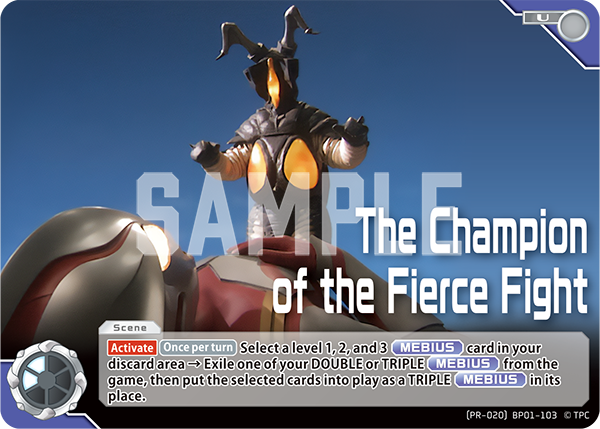 U
SAMPLE
The Champion
of the Fierce Fight
Scene
Activate Once per turn Select a level 1, 2, and 3 MEBIUS card in your
discard area → Exile one of your DOUBLE or TRIPLE MEBIUS from the
game, then put the selected cards into play as a TRIPLE MEBIUS in its
place.
[PR-020] BP01-103 © TPC